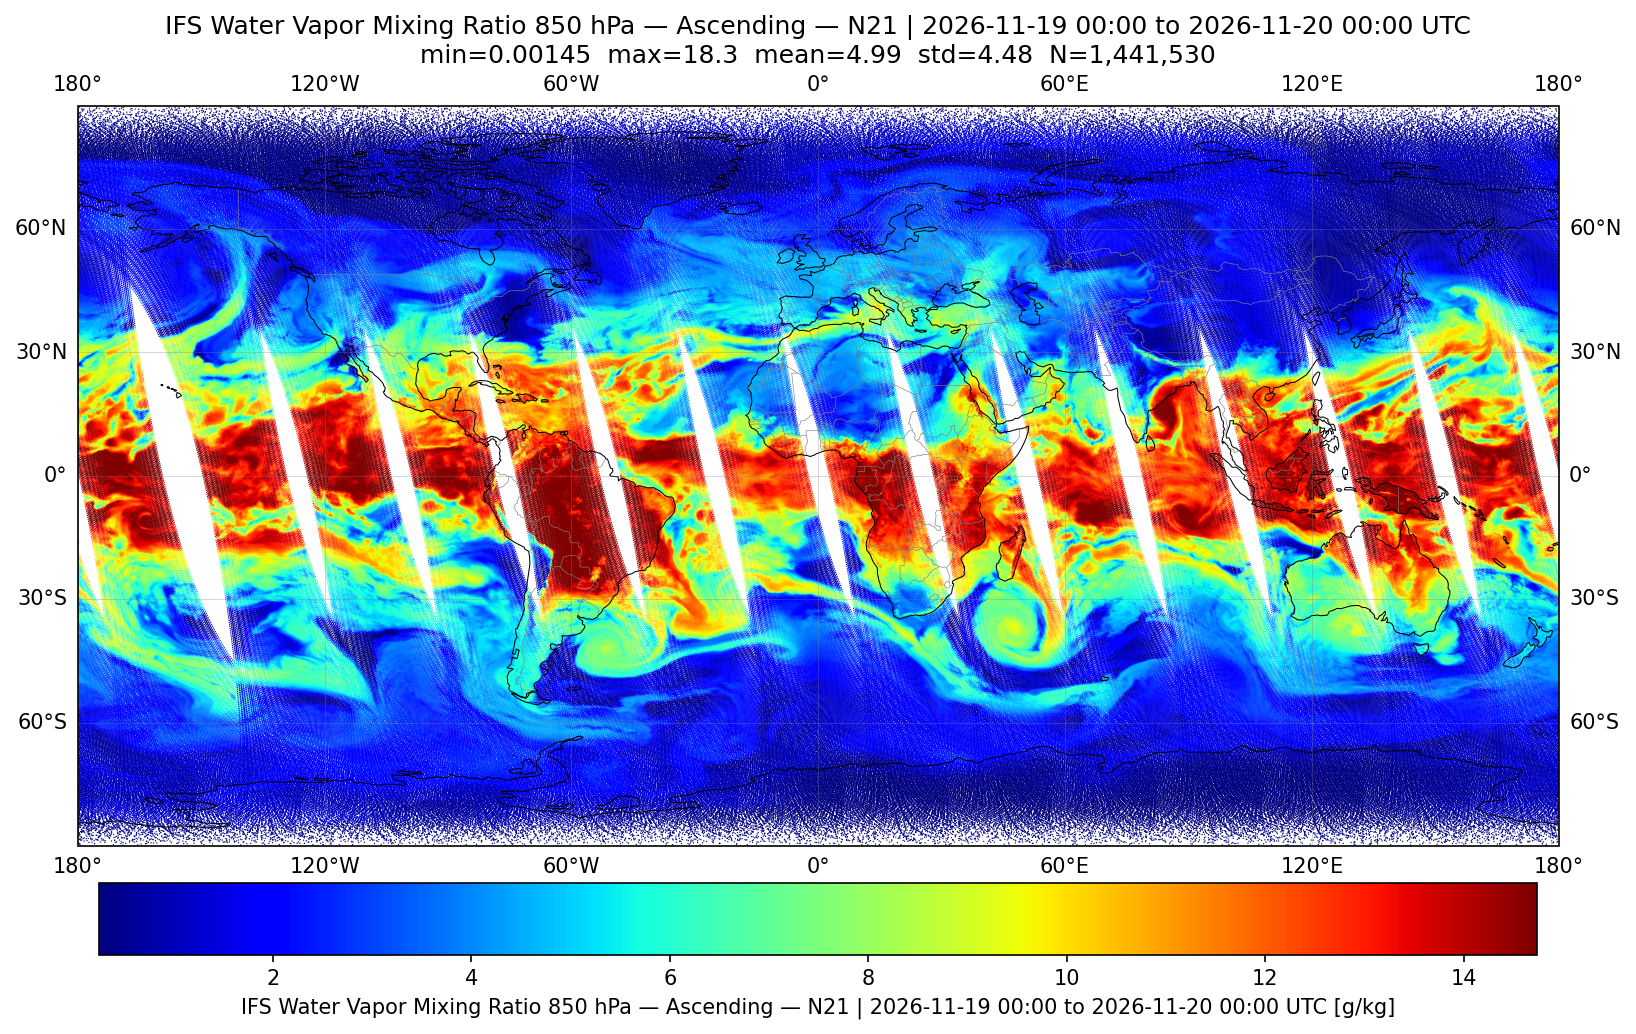 IFS Water Vapor Mixing Ratio 850 hPa — Ascending — N21 | 2026-11-19 00:00 to 2026-11-20 00:00 UTC
min=0.00145  max=18.3  mean=4.99  std=4.48  N=1,441,530
180° 120°W 60°W 0° 60°E 120°E 180°
60°N 60°N
30°N 30°N
0° 0°
30°S 30°S
60°S 60°S
180° 120°W 60°W 0° 60°E 120°E 180°
2 4 6 8 10 12 14
IFS Water Vapor Mixing Ratio 850 hPa — Ascending — N21 | 2026-11-19 00:00 to 2026-11-20 00:00 UTC [g/kg]